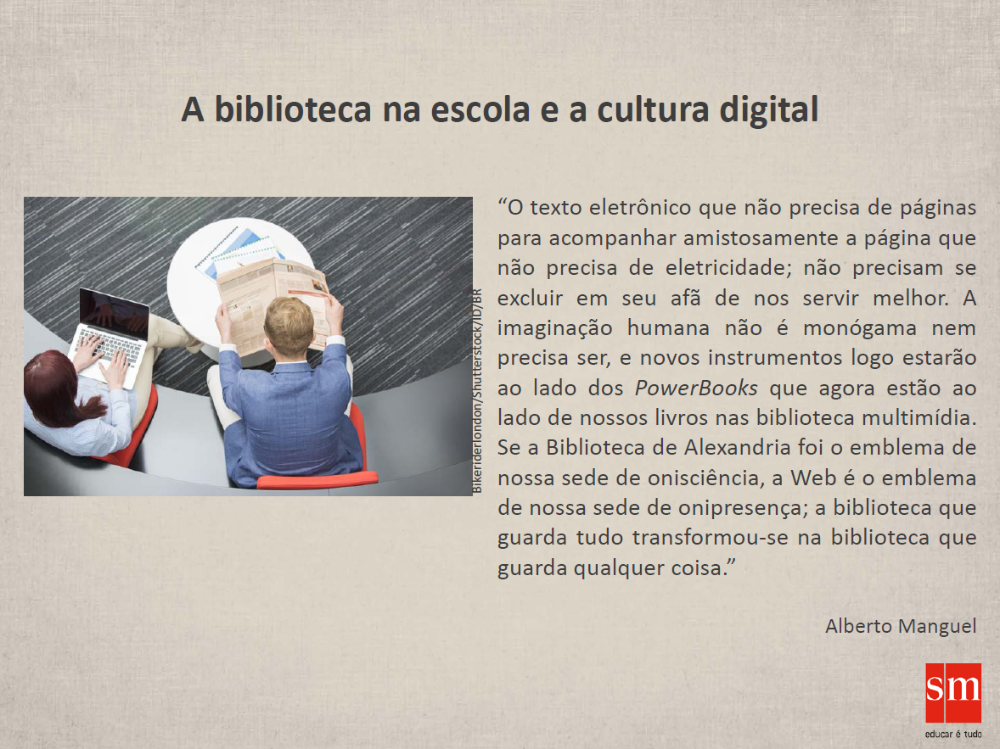 A biblioteca na escola e a cultura digital
“O texto eletrônico que não precisa de páginas
para acompanhar amistosamente a página que
não precisa de eletricidade; não precisam se
excluir em seu afã de nos servir melhor. A
imaginação humana não é monógama nem
precisa ser, e novos instrumentos logo estarão
ao lado dos PowerBooks que agora estão ao
lado de nossos livros nas biblioteca multimídia.
Se a Biblioteca de Alexandria foi o emblema de
nossa sede de onisciência, a Web é o emblema
de nossa sede de onipresença; a biblioteca que
guarda tudo transformou-se na biblioteca que
guarda qualquer coisa.”
Alberto Manguel
Bikeriderlondon/Shutterstock/ID/BR
sm
educar é tudo